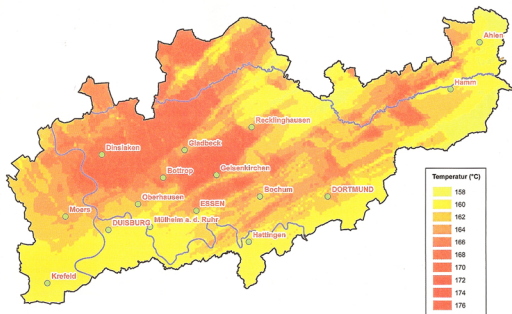 Ahlen
Hamm
Recklinghausen
Dinslaken
Gladbeck
Bottrop
Gelsenkirchen
Oberhausen
Bochum
DORTMUND
Moers
ESSEN
DUISBURG
Mülheim a. d. Ruhr
Hattingen
Krefeld
Temperatur (°C)
158
160
162
164
166
168
170
172
174
176